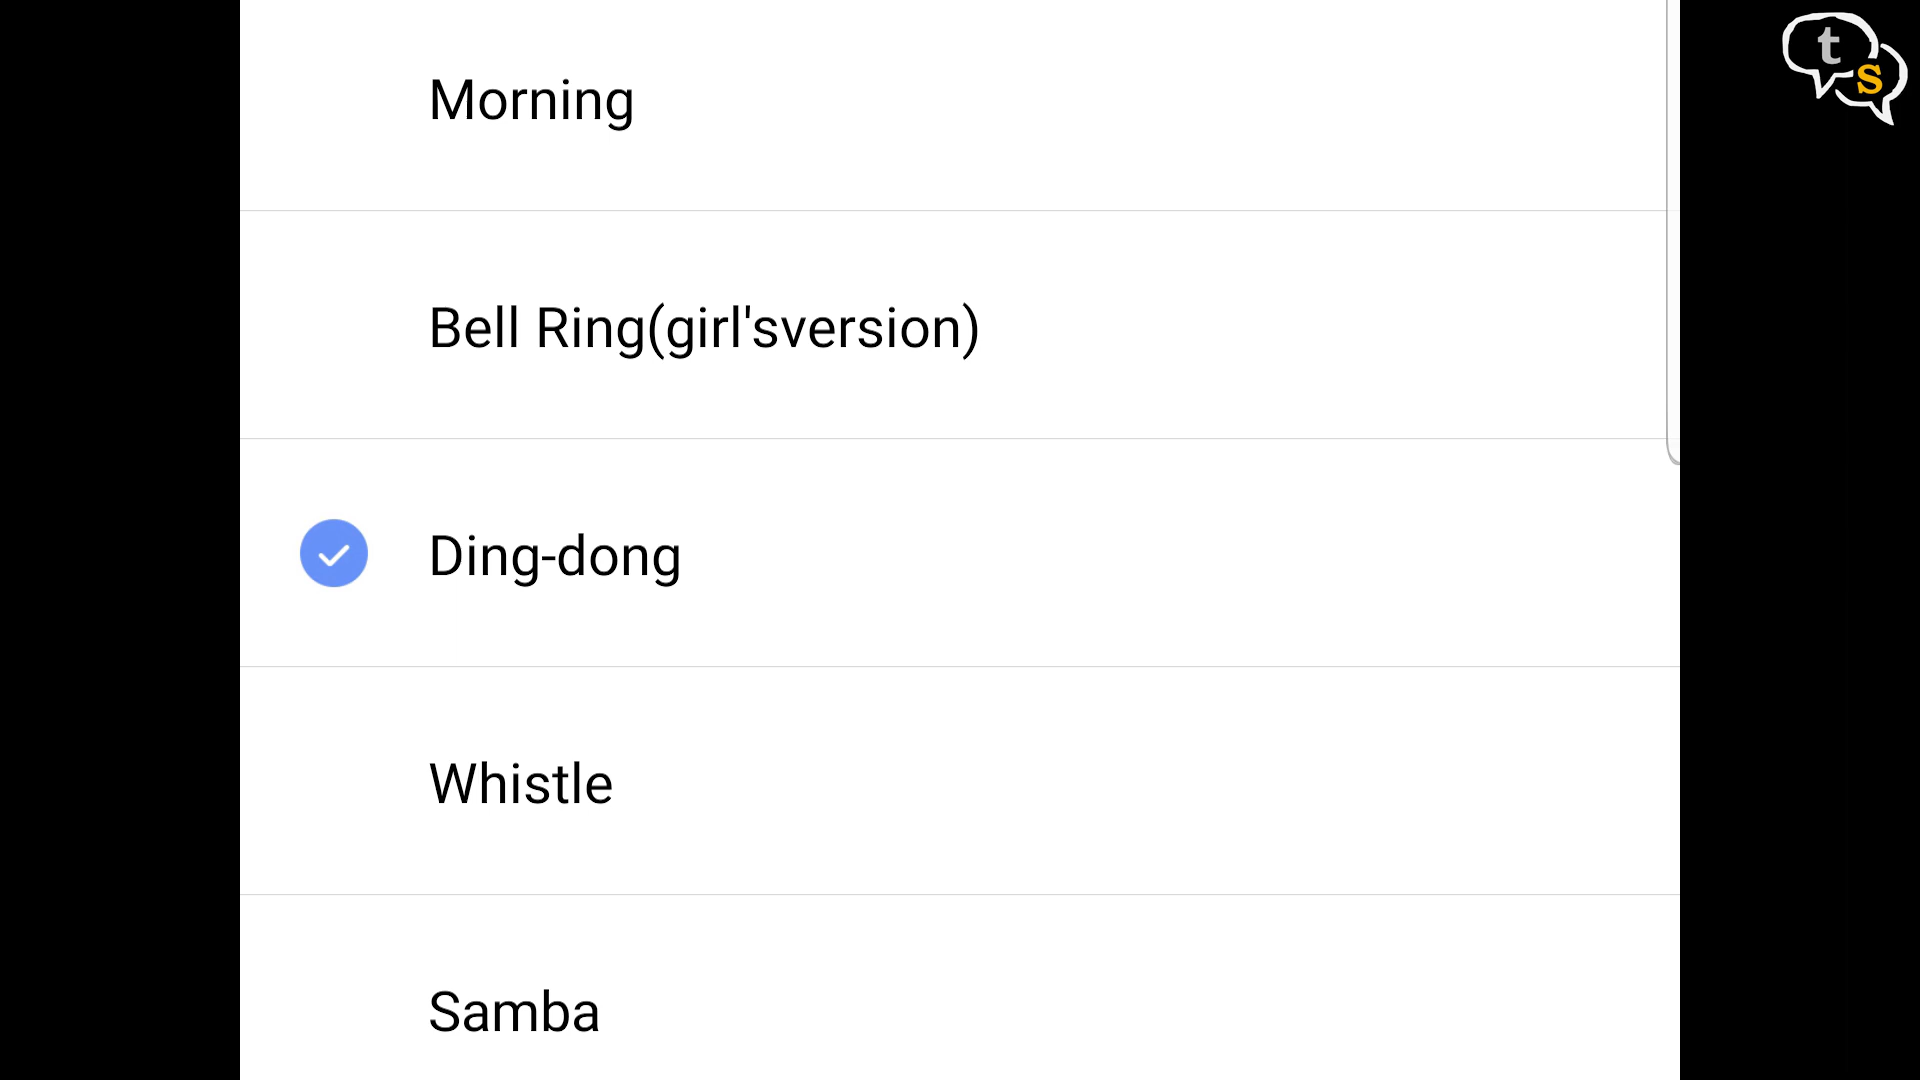 Morning
Bell Ring(girl'sversion)
Ding-dong
Whistle
Samba
t
s